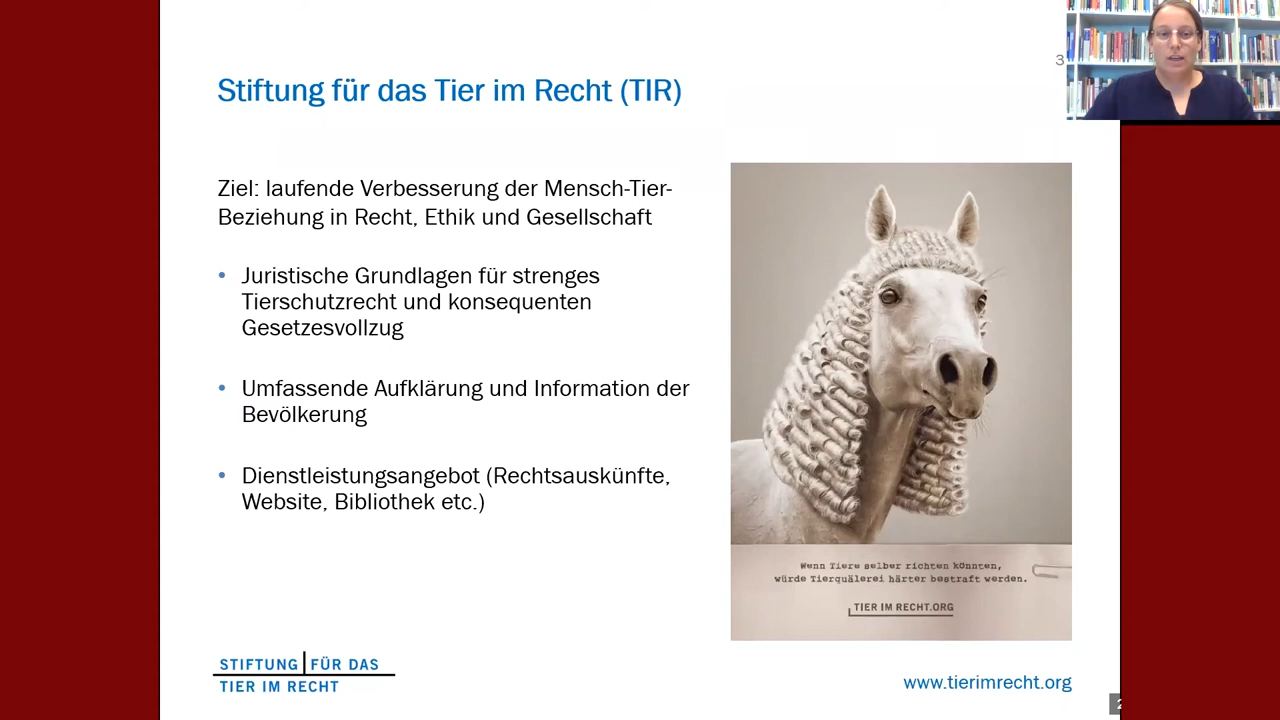 3
Stiftung für das Tier im Recht (TIR)
Ziel: laufende Verbesserung der Mensch-Tier-
Beziehung in Recht, Ethik und Gesellschaft
• Juristische Grundlagen für strenges
Tierschutzrecht und konsequenten
Gesetzesvollzug
• Umfassende Aufklärung und Information der
Bevölkerung
• Dienstleistungsangebot (Rechtsauskünfte,
Website, Bibliothek etc.)
Wenn Tiere selber richten könnten,
würde Tierquälerei härter bestraft werden.
TIER IM RECHT.ORG
STIFTUNG FÜR DAS
TIER IM RECHT
www.tierimrecht.org